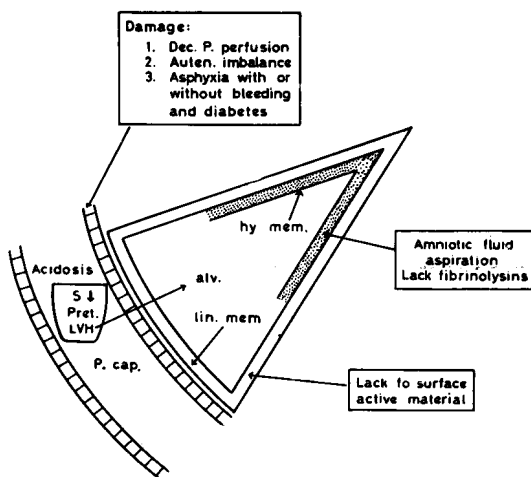 Damage:
1. Dec. P. perfusion
2. Auten. imbalance
3. Asphyxia with or
without bleeding
and diabetes
hy mem.
Amniotic fluid
aspiration
Lack fibrinolysins
Acidosis
S ↓
Pret.
LVH
alv.
lin. mem
P. cap.
Lack fo surface
active material